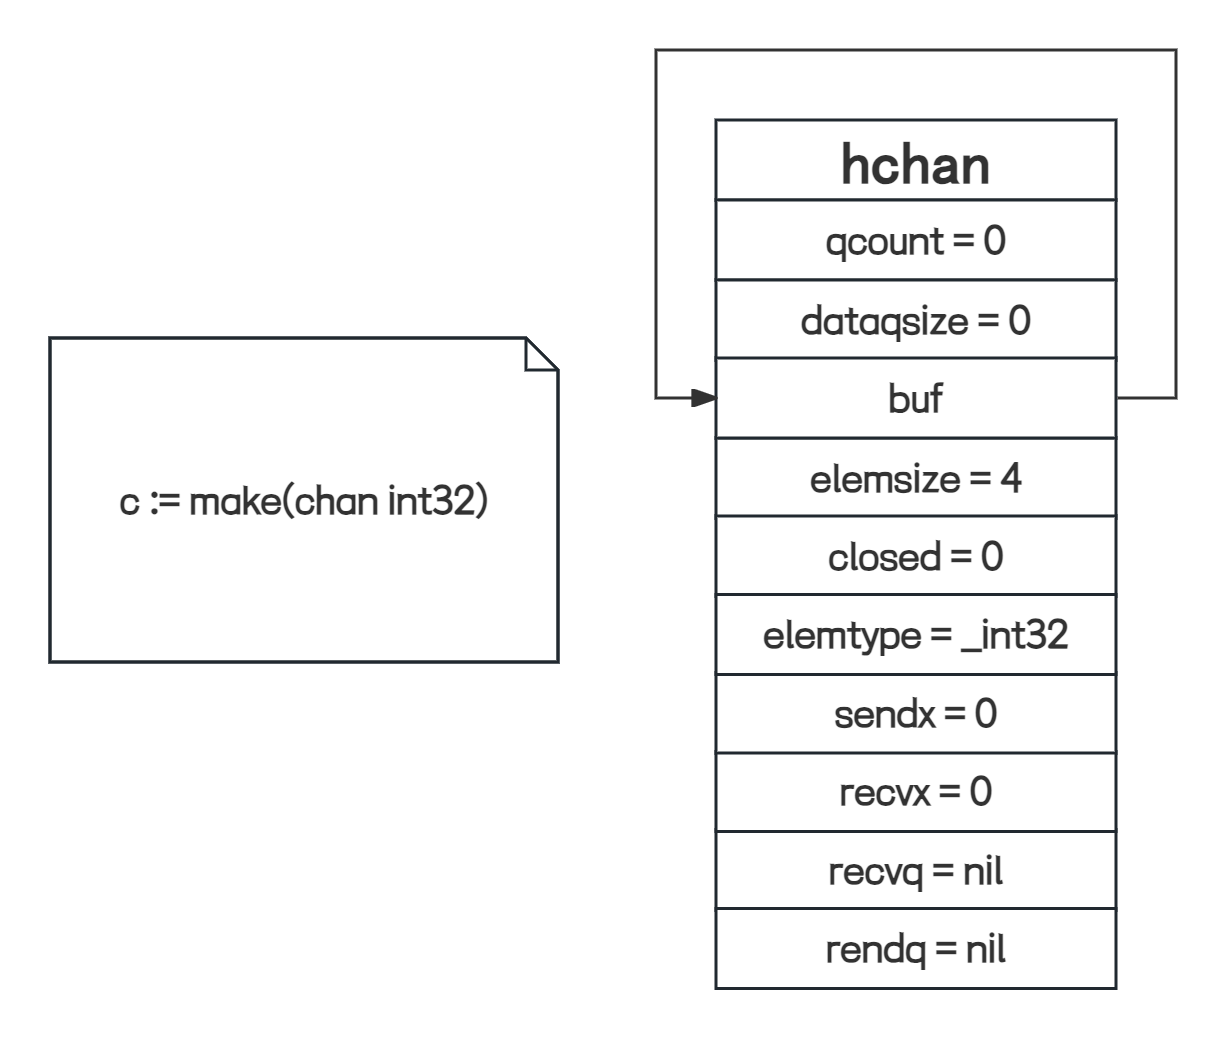 c := make(chan int32)
hchan
qcount = 0
dataqsize = 0
buf
elemsize = 4
closed = 0
elemtype = _int32
sendx = 0
recvx = 0
recvq = nil
rendq = nil